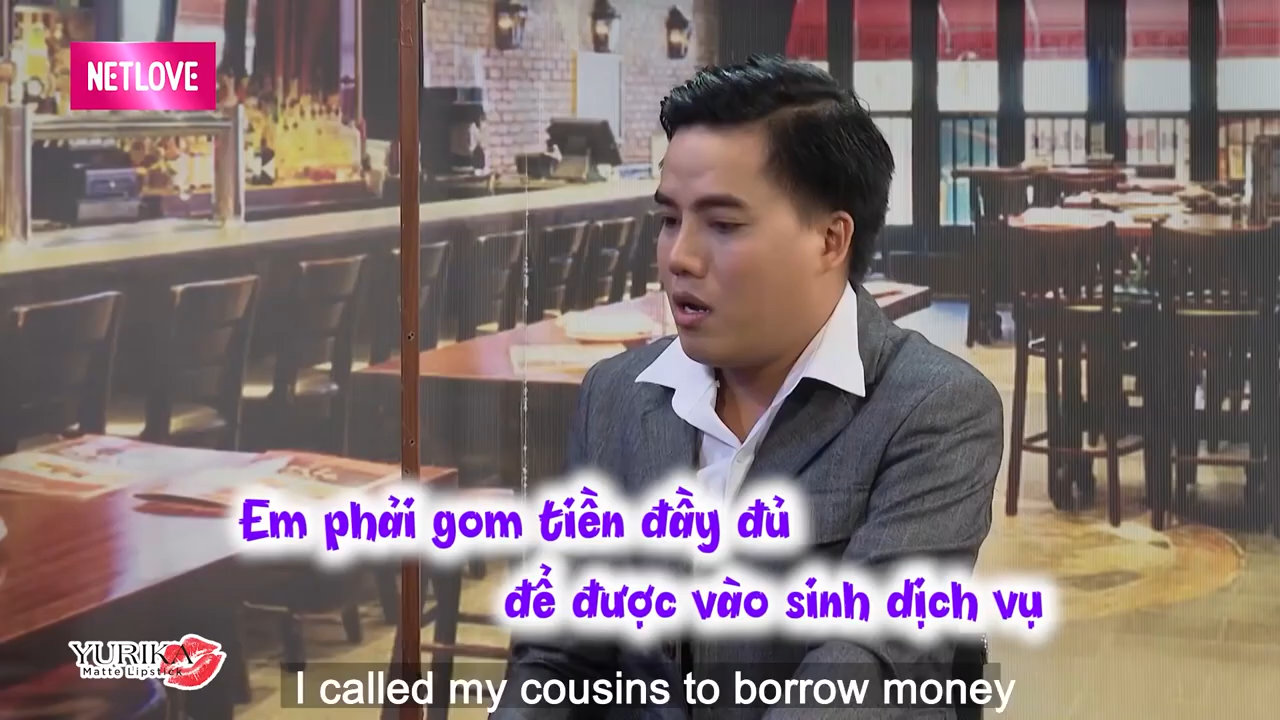 NETLOVE
Em phải gom tiền đầy đủ
để được vào sinh dịch vụ
YURIKA
Matte Lipstick
I called my cousins to borrow money